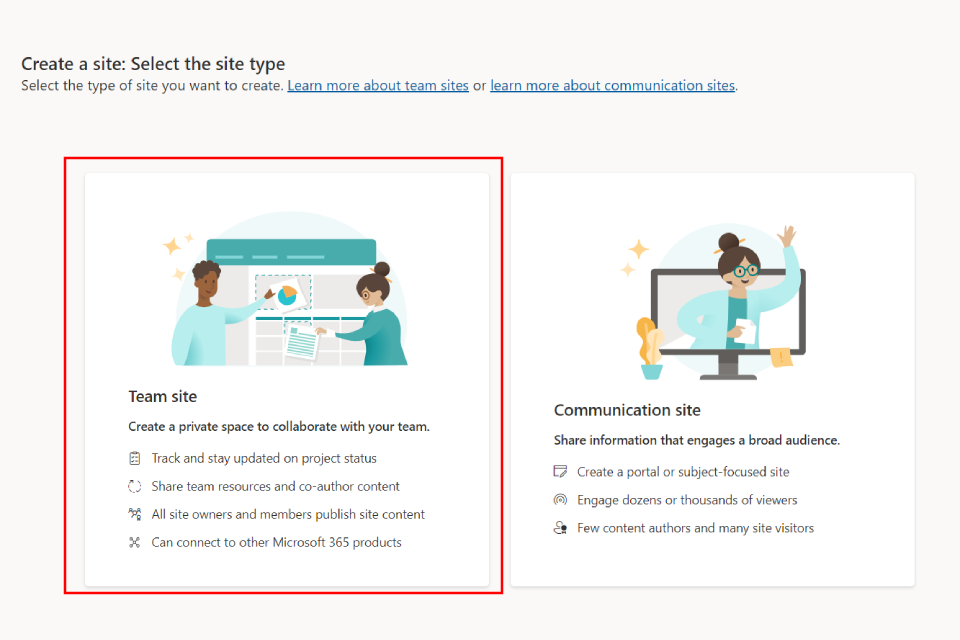 Create a site: Select the site type
Select the type of site you want to create. Learn more about team sites or learn more about communication sites.
Team site
Create a private space to collaborate with your team.
Track and stay updated on project status
Share team resources and co-author content
All site owners and members publish site content
Can connect to other Microsoft 365 products
Communication site
Share information that engages a broad audience.
Create a portal or subject-focused site
Engage dozens or thousands of viewers
Few content authors and many site visitors